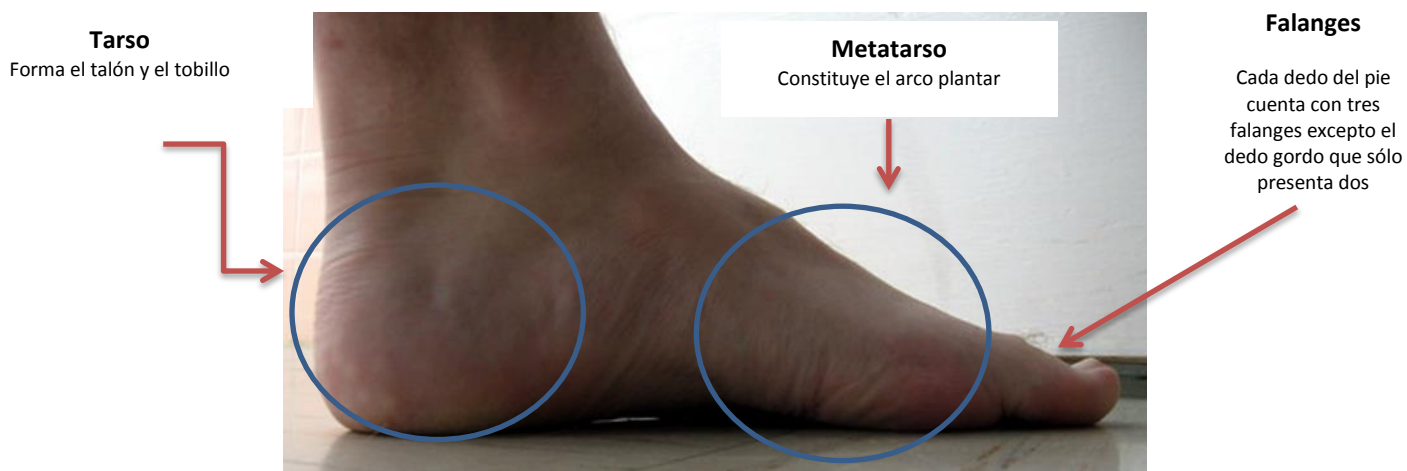 Tarso
Forma el talón y el tobillo
Metatarso
Constituye el arco plantar
Falanges
Cada dedo del pie
cuenta con tres
falanges excepto el
dedo gordo que sólo
presenta dos